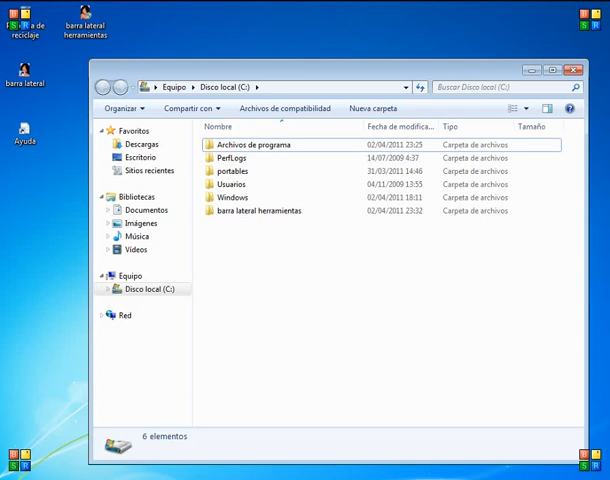 reciclaje
barra lateral
herramientas
barra lateral
Ayuda
Equipo Disco local (C:)
Buscar Disco local (C:)
Organizar Compartir con Archivos de compatibilidad Nueva carpeta
Favoritos
Descargas
Escritorio
Sitios recientes
Bibliotecas
Documentos
Imágenes
Música
Vídeos
Equipo
Disco local (C:)
Red
Nombre Fecha de modifica... Tipo Tamaño
Archivos de programa 02/04/2011 23:25 Carpeta de archivos
PerfLogs 14/07/2009 4:37 Carpeta de archivos
portables 31/03/2011 14:46 Carpeta de archivos
Usuarios 04/11/2009 13:55 Carpeta de archivos
Windows 02/04/2011 18:11 Carpeta de archivos
barra lateral herramientas 02/04/2011 23:32 Carpeta de archivos
6 elementos